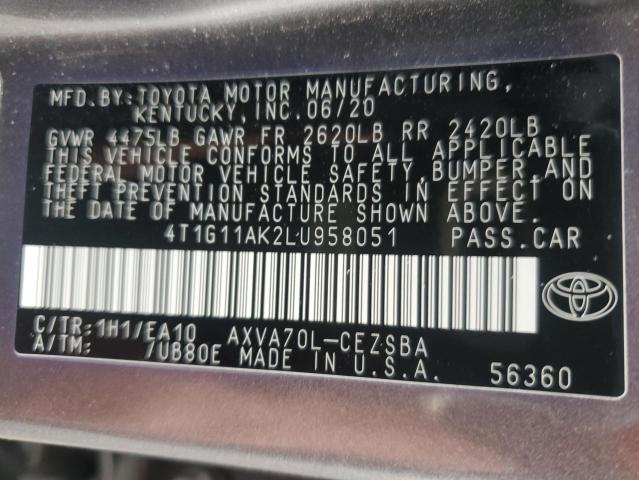 MFD.BY:TOYOTA MOTOR MANUFACTURING,
KENTUCKY,INC.06/20
GVWR 4475LB GAWR FR 2620LB RR 2420LB
THIS VEHICLE CONFORMS TO ALL APPLICABLE
FEDERAL MOTOR VEHICLE SAFETY,BUMPER,AND
THEFT PREVENTION STANDARDS IN EFFECT ON
THE DATE OF MANUFACTURE SHOWN ABOVE.
4T1G11AK2LU958051 PASS.CAR
C/TR:1H1/EA10 AXVA70L-CEZSBA
A/TM: /UB80E MADE IN U.S.A. 56360